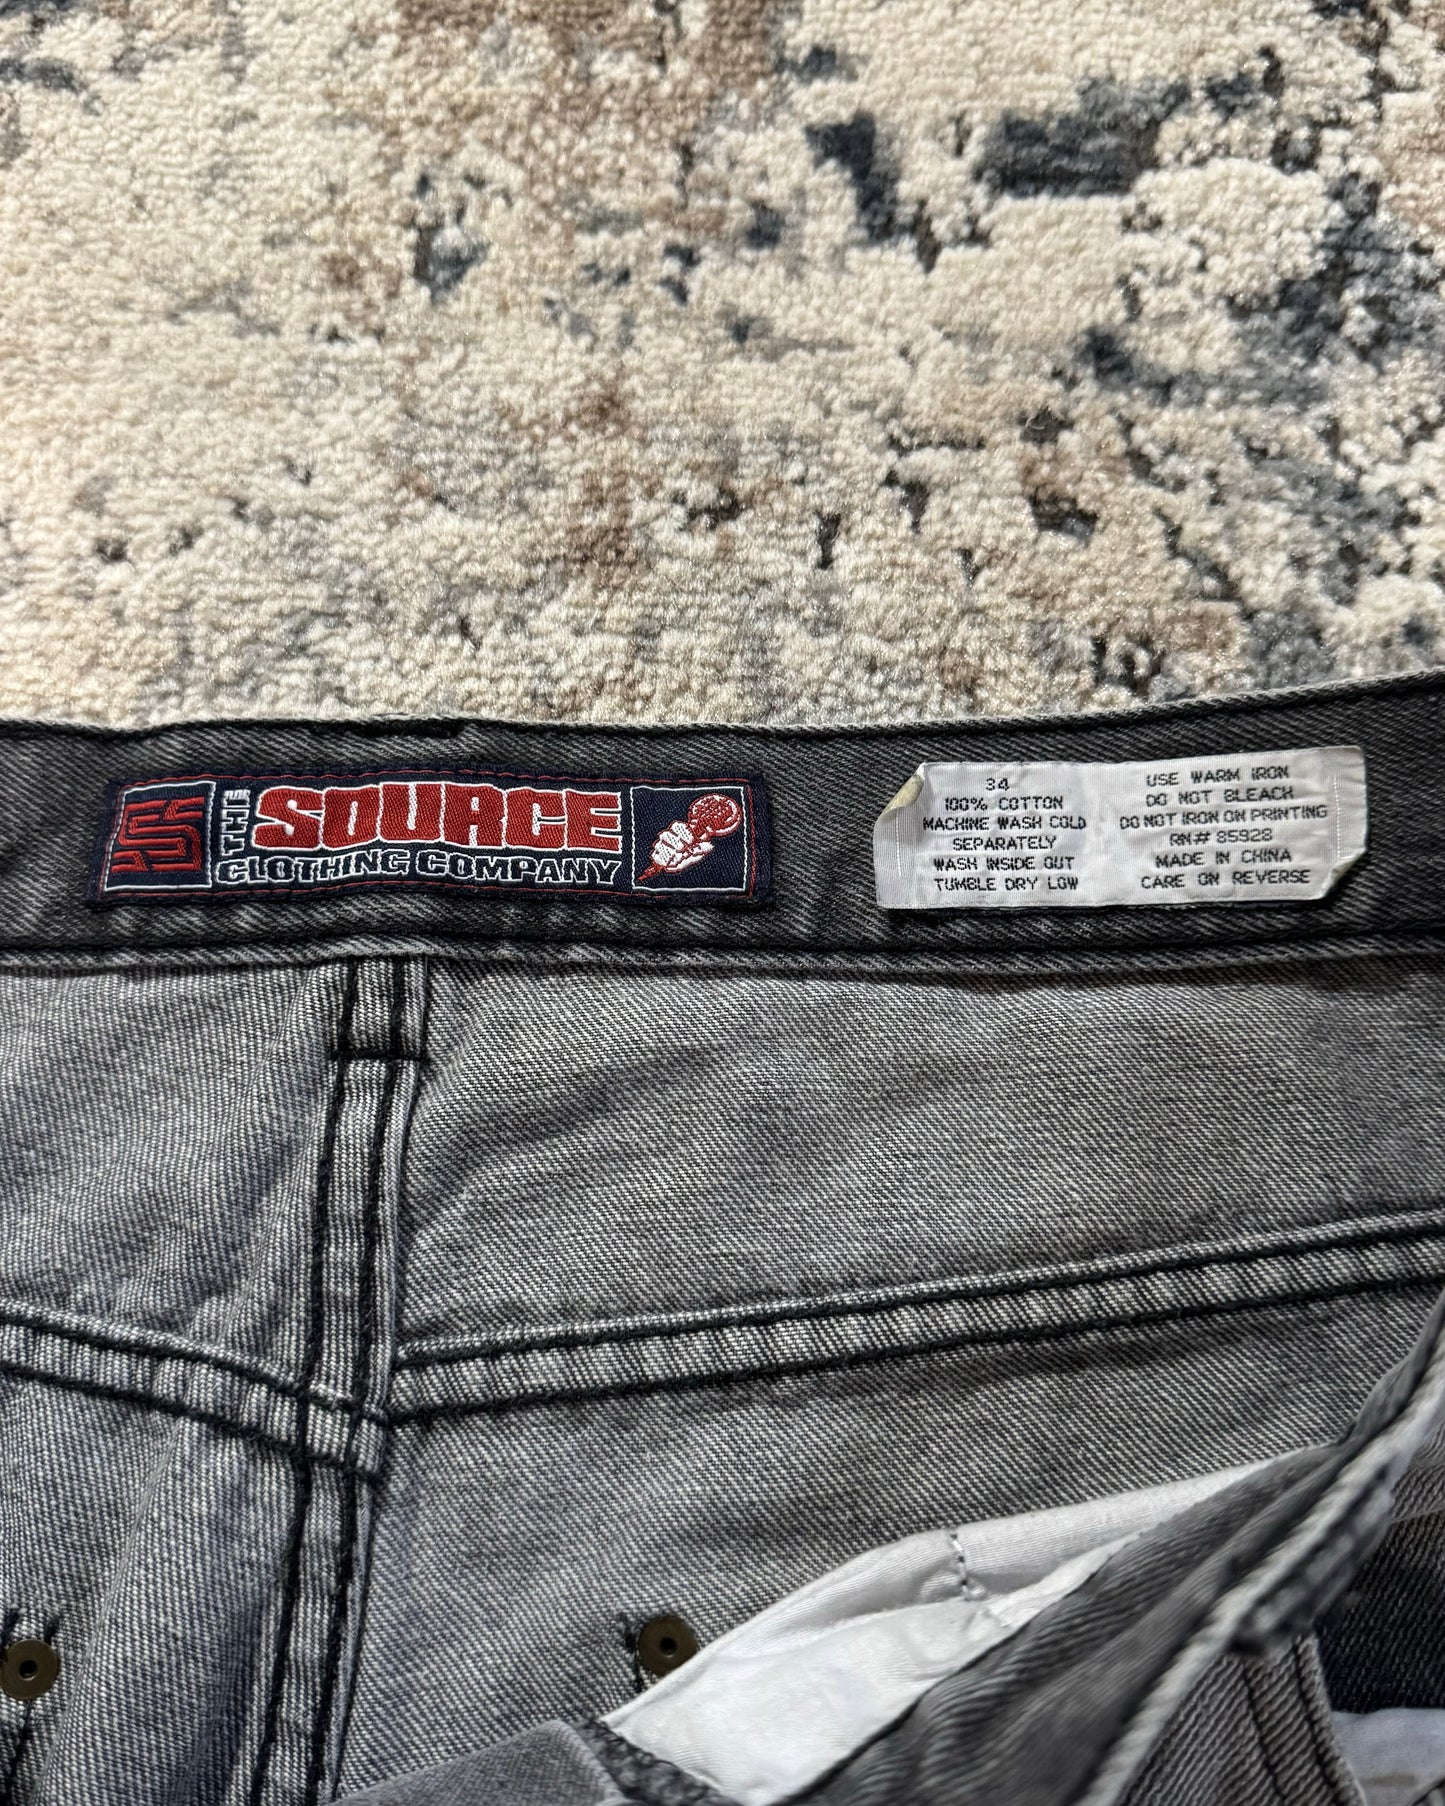 THE
SOURCE
CLOTHING COMPANY
34
100% COTTON
MACHINE WASH COLD
SEPARATELY
WASH INSIDE OUT
TUMBLE DRY LOW
USE WARM IRON
DO NOT BLEACH
DO NOT IRON ON PRINTING
RN# 85928
MADE IN CHINA
CARE ON REVERSE